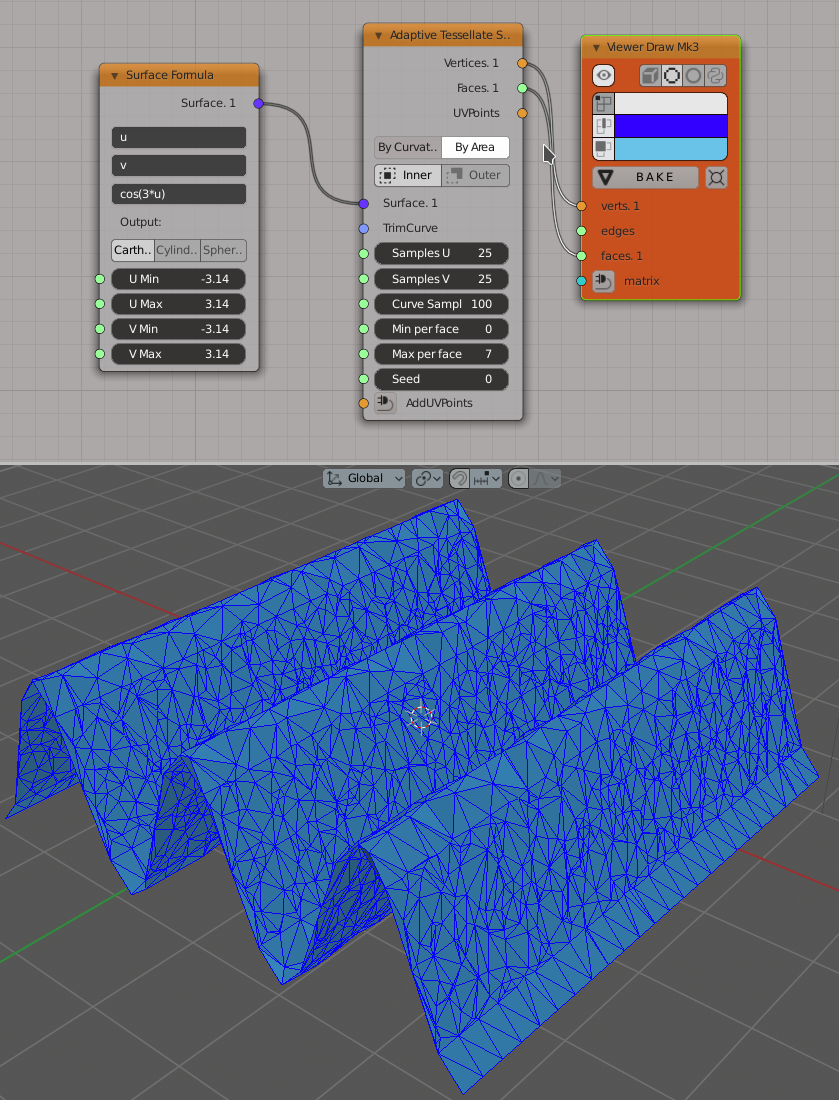 Surface Formula
Surface. 1
u
v
cos(3*u)
Output:
Carth.. Cylind.. Spher..
U Min -3.14
U Max 3.14
V Min -3.14
V Max 3.14
Adaptive Tessellate S..
Vertices. 1
Faces. 1
UVPoints
By Curvat.. By Area
Inner Outer
Surface. 1
TrimCurve
Samples U 25
Samples V 25
Curve Sampl 100
Min per face 0
Max per face 7
Seed 0
AddUVPoints
Viewer Draw Mk3
BAKE
verts. 1
edges
faces. 1
matrix
Global